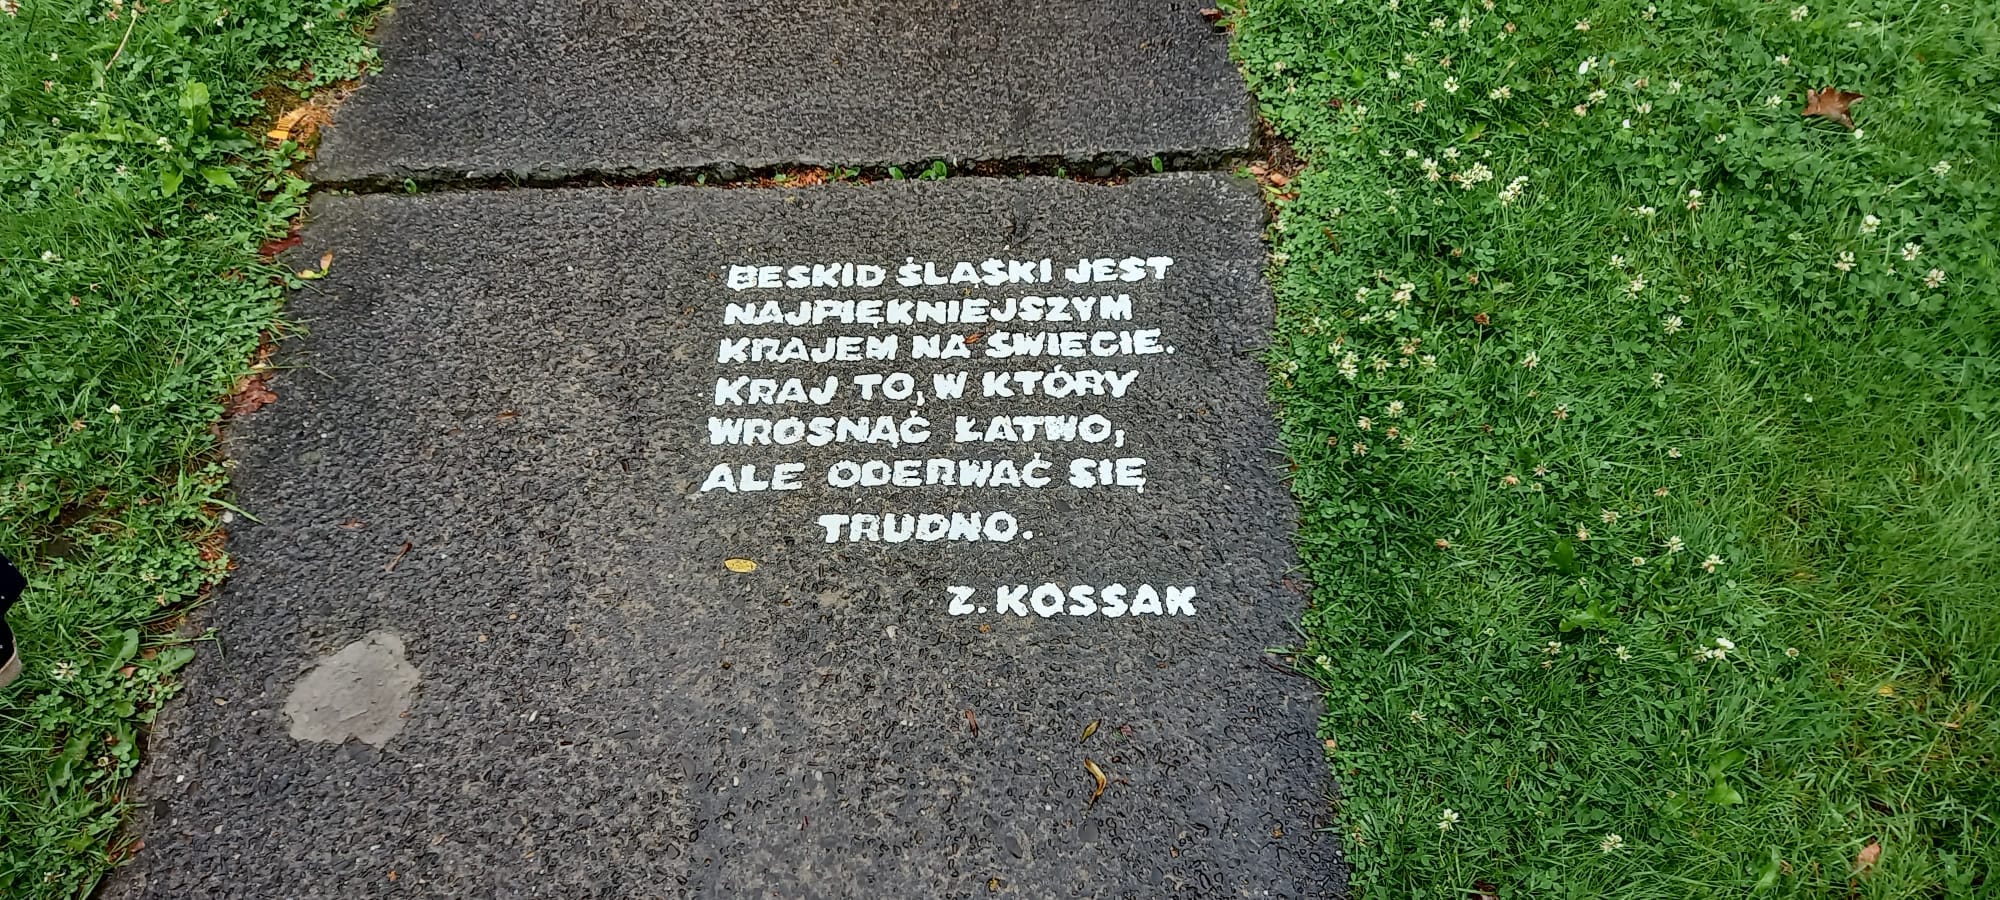 BESKID ŚLĄSKI JEST
NAJPIĘKNIEJSZYM
KRAJEM NA ŚWIECIE.
KRAJ TO, W KTÓRY
WROSNĄĆ ŁATWO,
ALE ODERWAĆ SIĘ
TRUDNO.
Z. KOSSAK